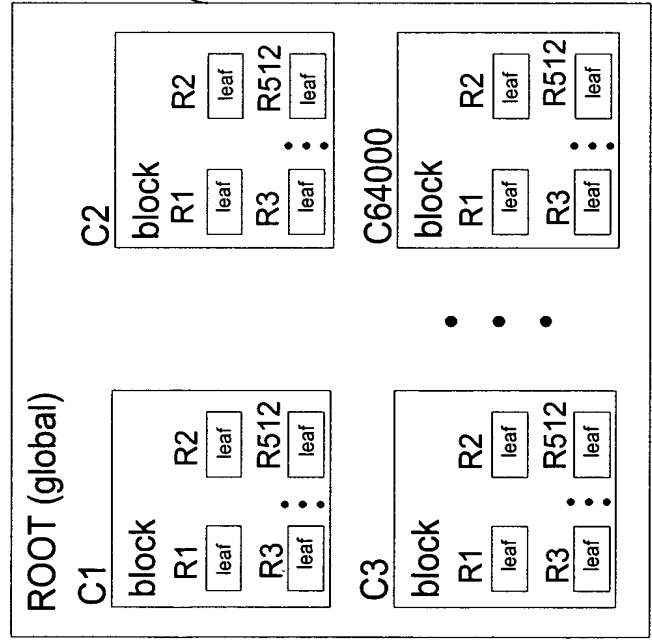 ROOT (global)
C1
block
R1 R2
leaf leaf
R3 R512
leaf leaf
C2
block
R1 R2
leaf leaf
R3 R512
leaf leaf
C3
block
R1 R2
leaf leaf
R3 R512
leaf leaf
C64000
block
R1 R2
leaf leaf
R3 R512
leaf leaf